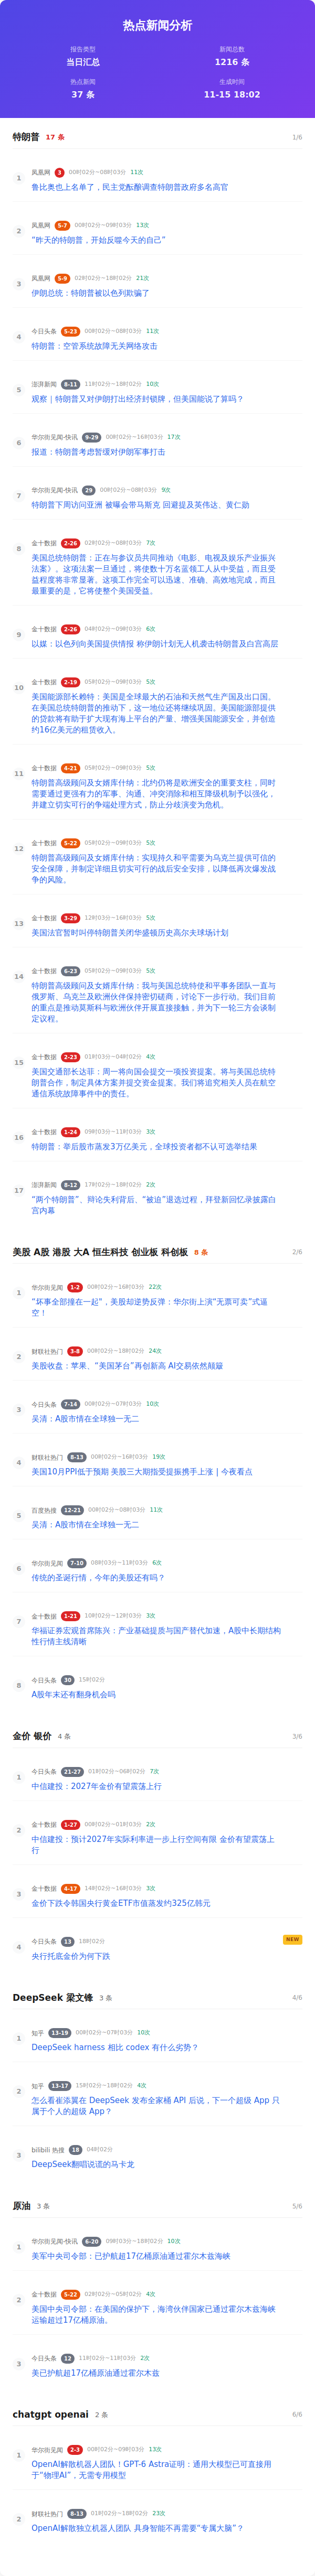 热点新闻分析
报告类型
当日汇总
新闻总数
1216 条
热点新闻
37 条
生成时间
11-15 18:02
特朗普 17 条 1/6
1
凤凰网 3 00时02分~08时03分 11次
鲁比奥也上名单了，民主党酝酿调查特朗普政府多名高官
2
凤凰网 5-7 00时02分~09时03分 13次
“昨天的特朗普，开始反噬今天的自己”
3
凤凰网 5-9 02时02分~18时02分 21次
伊朗总统：特朗普被以色列欺骗了
4
今日头条 5-23 00时02分~08时03分 11次
特朗普：空管系统故障无关网络攻击
5
澎湃新闻 8-11 11时02分~18时02分 10次
观察｜特朗普又对伊朗打出经济封锁牌，但美国能说了算吗？
6
华尔街见闻-快讯 9-29 00时02分~16时03分 17次
报道：特朗普考虑暂缓对伊朗军事打击
7
华尔街见闻-快讯 29 00时02分~08时03分 9次
特朗普下周访问亚洲 被曝会带马斯克 回避提及英伟达、黄仁勋
8
金十数据 2-26 02时02分~08时03分 7次
美国总统特朗普：正在与参议员共同推动《电影、电视及娱乐产业振兴
法案》。这项法案一旦通过，将使数十万名蓝领工人从中受益，而且受
益程度将非常显著。这项工作完全可以迅速、准确、高效地完成，而且
最重要的是，它将使整个美国受益。
9
金十数据 2-26 04时02分~09时03分 6次
以媒：以色列向美国提供情报 称伊朗计划无人机袭击特朗普及白宫高层
10
金十数据 2-19 05时02分~09时03分 5次
美国能源部长赖特：美国是全球最大的石油和天然气生产国及出口国。
在美国总统特朗普的推动下，这一地位还将继续巩固。美国能源部提供
的贷款将有助于扩大现有海上平台的产量、增强美国能源安全，并创造
约16亿美元的租赁收入。
11
金十数据 4-21 05时02分~09时03分 5次
特朗普高级顾问及女婿库什纳：北约仍将是欧洲安全的重要支柱，同时
需要通过更强有力的军事、沟通、冲突消除和相互降级机制予以强化，
并建立切实可行的争端处理方式，防止分歧演变为危机。
12
金十数据 5-22 05时02分~09时03分 5次
特朗普高级顾问及女婿库什纳：实现持久和平需要为乌克兰提供可信的
安全保障，并制定详细且切实可行的战后安全安排，以降低再次爆发战
争的风险。
13
金十数据 3-29 12时03分~16时03分 5次
美国法官暂时叫停特朗普关闭华盛顿历史高尔夫球场计划
14
金十数据 6-23 05时02分~09时03分 5次
特朗普高级顾问及女婿库什纳：我与美国总统特使和平事务团队一直与
俄罗斯、乌克兰及欧洲伙伴保持密切磋商，讨论下一步行动。我们目前
的重点是推动莫斯科与欧洲伙伴开展直接接触，并为下一轮三方会谈制
定议程。
15
金十数据 2-23 01时03分~04时02分 4次
美国交通部长达菲：周一将向国会提交一项投资提案。将与美国总统特
朗普合作，制定具体方案并提交资金提案。我们将追究相关人员在航空
通信系统故障事件中的责任。
16
金十数据 1-24 09时03分~11时03分 3次
特朗普：举后股市蒸发3万亿美元，全球投资者都不认可选举结果
17
澎湃新闻 8-12 17时02分~18时02分 2次
“两个特朗普”、辩论失利背后、“被迫”退选过程，拜登新回忆录披露白
宫内幕
美股 A股 港股 大A 恒生科技 创业板 科创板 8 条 2/6
1
华尔街见闻 1-2 00时02分~16时03分 22次
“坏事全部撞在一起”，美股却逆势反弹：华尔街上演“无票可卖”式逼
空！
2
财联社热门 3-8 00时02分~18时02分 24次
美股收盘：苹果、“美国茅台”再创新高 AI交易依然颠簸
3
今日头条 7-14 00时02分~07时03分 10次
吴清：A股市情在全球独一无二
4
财联社热门 8-13 00时02分~16时03分 19次
美国10月PPI低于预期 美股三大期指受提振携手上涨 | 今夜看点
5
百度热搜 12-21 00时02分~08时03分 11次
吴清：A股市情在全球独一无二
6
华尔街见闻 7-10 08时03分~11时03分 6次
传统的圣诞行情，今年的美股还有吗？
7
金十数据 1-21 10时02分~12时03分 3次
华福证券宏观首席陈兴：产业基础提质与国产替代加速，A股中长期结构
性行情主线清晰
8
今日头条 30 15时02分
A股年末还有翻身机会吗
金价 银价 4 条 3/6
1
今日头条 21-27 01时02分~06时02分 7次
中信建投：2027年金价有望震荡上行
2
金十数据 1-27 00时02分~01时03分 2次
中信建投：预计2027年实际利率进一步上行空间有限 金价有望震荡上
行
3
金十数据 4-17 14时02分~16时03分 3次
金价下跌令韩国央行黄金ETF市值蒸发约325亿韩元
4
今日头条 13 18时02分
NEW
央行托底金价为何下跌
DeepSeek 梁文锋 3 条 4/6
1
知乎 13-19 00时02分~07时03分 10次
DeepSeek harness 相比 codex 有什么劣势？
2
知乎 13-17 15时02分~18时02分 4次
怎么看崔添翼在 DeepSeek 发布全家桶 API 后说，下一个超级 App 只
属于个人的超级 App？
3
bilibili 热搜 18 04时02分
DeepSeek翻唱说谎的马卡龙
原油 3 条 5/6
1
华尔街见闻-快讯 6-20 09时03分~18时02分 10次
美军中央司令部：已护航超17亿桶原油通过霍尔木兹海峡
2
金十数据 5-22 02时02分~05时02分 4次
美国中央司令部：在美国的保护下，海湾伙伴国家已通过霍尔木兹海峡
运输超过17亿桶原油。
3
今日头条 12 11时02分~11时03分 2次
美已护航超17亿桶原油通过霍尔木兹
chatgpt openai 2 条 6/6
1
华尔街见闻 2-3 00时02分~09时03分 13次
OpenAI解散机器人团队！GPT-6 Astra证明：通用大模型已可直接用
于“物理AI”，无需专用模型
2
财联社热门 8-13 01时02分~18时02分 23次
OpenAI解散独立机器人团队 具身智能不再需要“专属大脑”？